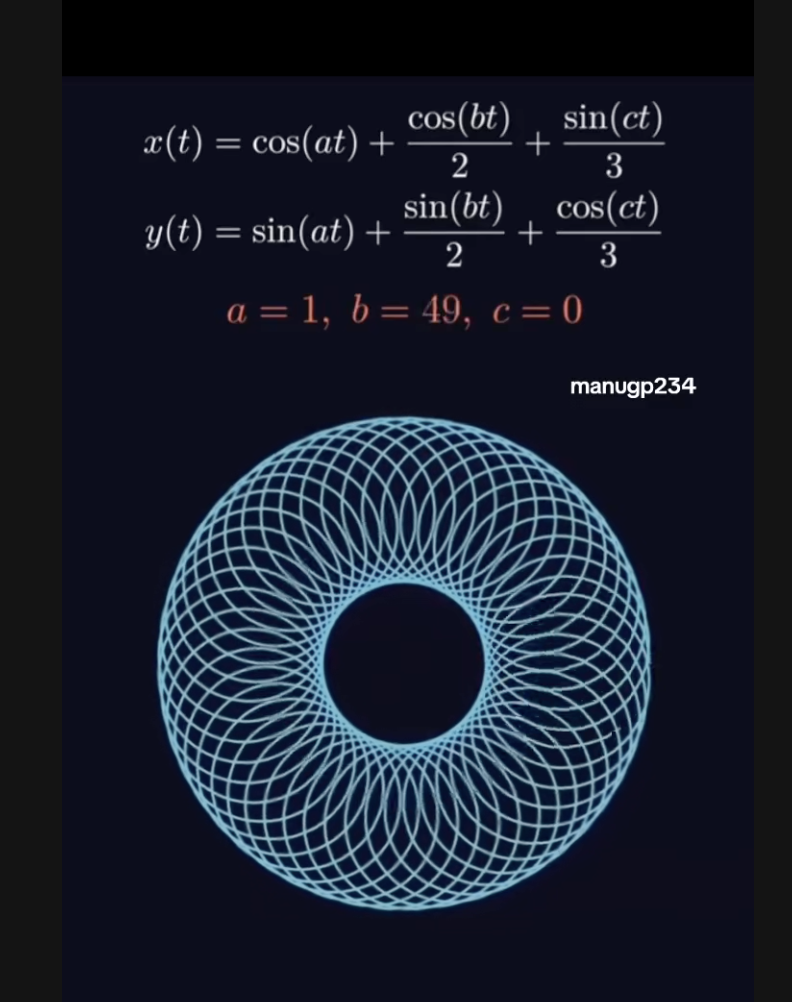 x(t) = cos(at) + cos(bt)/2 + sin(ct)/3
y(t) = sin(at) + sin(bt)/2 + cos(ct)/3
a = 1, b = 49, c = 0
manugp234